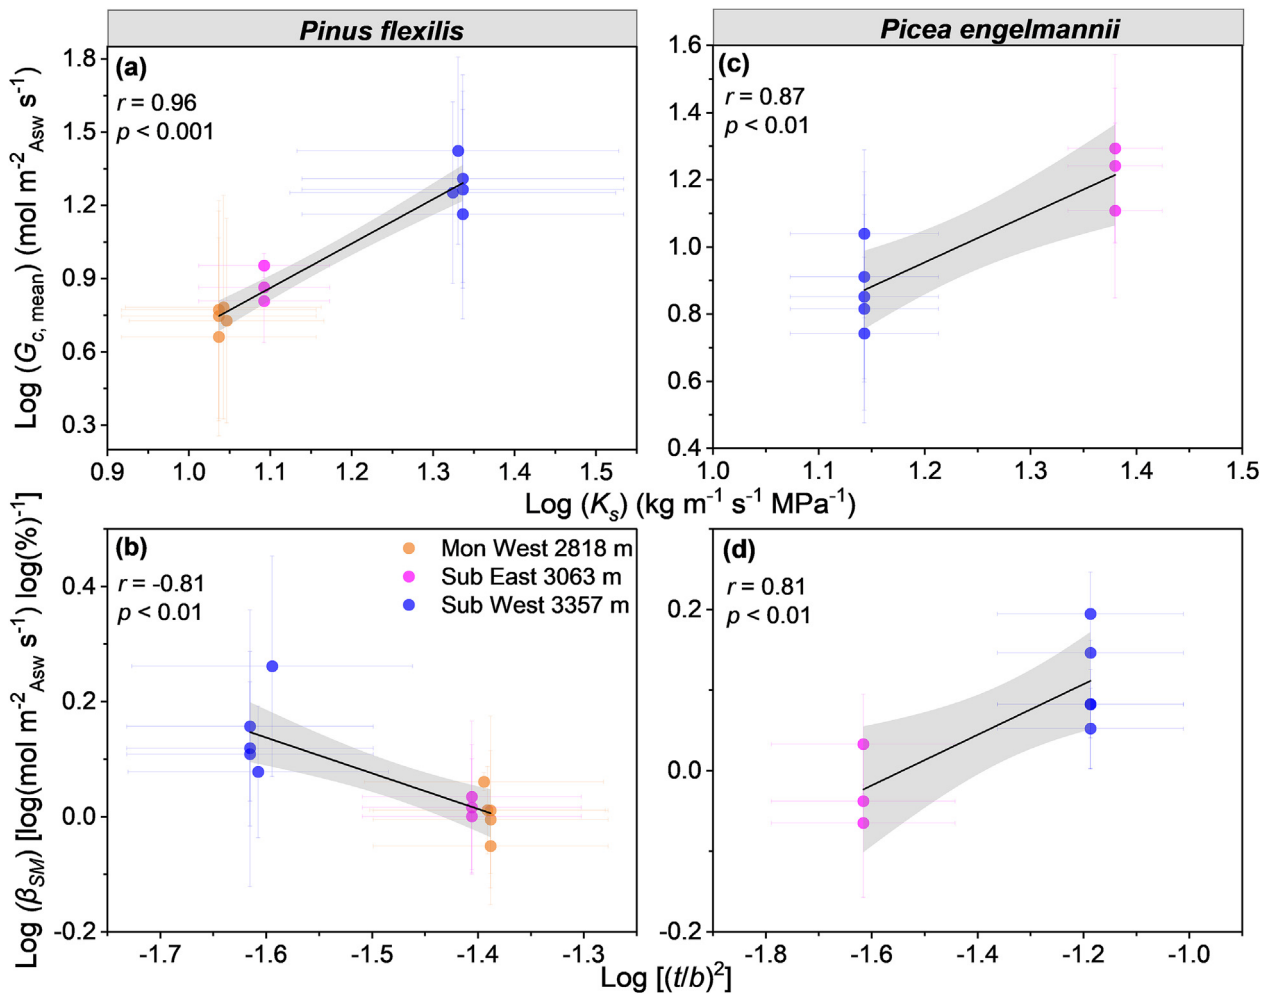 Pinus flexilis
Picea engelmannii
(a)
r = 0.96
p < 0.001
1.8
1.5
1.2
0.9
0.6
0.3
0.9 1.0 1.1 1.2 1.3 1.4 1.5
Log (Gc, mean) (mol m-2Asw s-1)
(c)
r = 0.87
p < 0.01
1.6
1.4
1.2
1.0
0.8
0.6
0.4
1.0 1.1 1.2 1.3 1.4 1.5
Log (Ks) (kg m-1 s-1 MPa-1)
(b)
r = -0.81
p < 0.01
Mon West 2818 m
Sub East 3063 m
Sub West 3357 m
0.4
0.2
0.0
-0.2
-1.7 -1.6 -1.5 -1.4 -1.3
Log (βSM) [log(mol m-2Asw s-1) log(%)-1]
(d)
r = 0.81
p < 0.01
0.2
0.0
-0.2
-1.8 -1.6 -1.4 -1.2 -1.0
Log [(t/b)2]